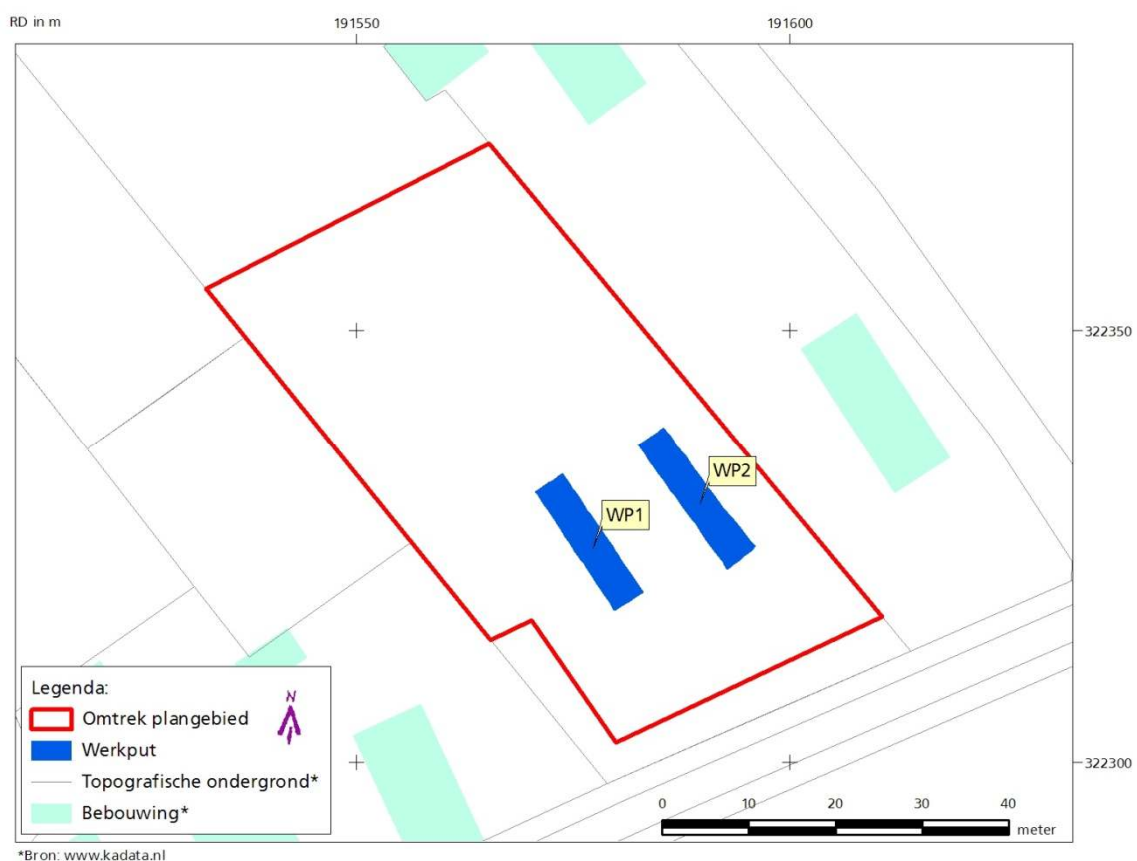 RD in m
191550
191600
322350
WP2
WP1
Legenda:
N
Omtrek plangebied
Werkput
Topografische ondergrond*
Bebouwing*
322300
0 10 20 30 40
meter
*Bron: www.kadata.nl